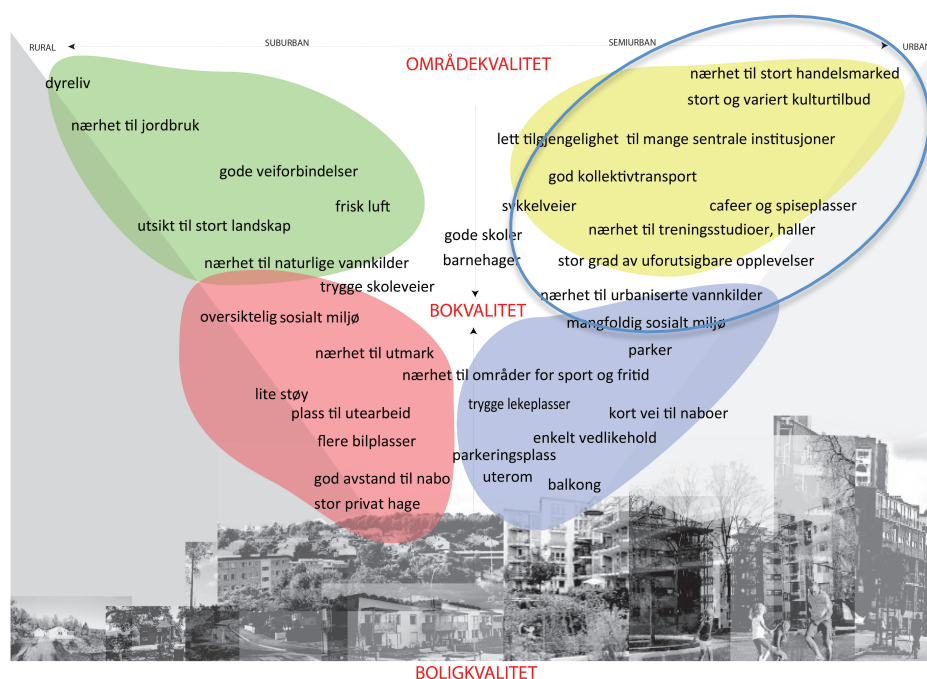 RURAL
SUBURBAN
SEMIURBAN
URBAN
OMRÅDEKVALITET
dyreliv
nærhet til stort handelsmarked
stort og variert kulturtilbud
nærhet til jordbruk
lett tilgjengelighet til mange sentrale institusjoner
gode veiforbindelser
god kollektivtransport
frisk luft
sykkelveier
cafeer og spiseplasser
utsikt til stort landskap
nærhet til treningsstudioer, haller
gode skoler
nærhet til naturlige vannkilder
barnehager
stor grad av uforutsigbare opplevelser
trygge skoleveier
nærhet til urbaniserte vannkilder
BOKVALITET
oversiktelig sosialt miljø
mangfoldig sosialt miljø
nærhet til utmark
parker
nærhet til områder for sport og fritid
lite støy
trygge lekeplasser
plass til utearbeid
kort vei til naboer
flere bilplasser
enkelt vedlikehold
parkeringsplass
god avstand til nabo
uterom
balkong
stor privat hage
BOLIGKVALITET